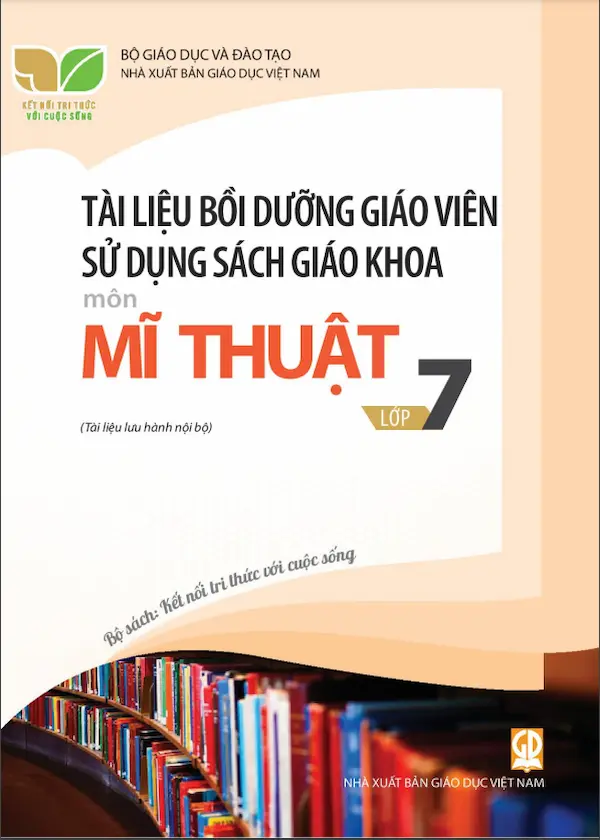 BỘ GIÁO DỤC VÀ ĐÀO TẠO
NHÀ XUẤT BẢN GIÁO DỤC VIỆT NAM
KẾT NỐI TRI THỨC
VỚI CUỘC SỐNG
TÀI LIỆU BỒI DƯỠNG GIÁO VIÊN
SỬ DỤNG SÁCH GIÁO KHOA
môn
MĨ THUẬT
LỚP 7
(Tài liệu lưu hành nội bộ)
Bộ sách: Kết nối tri thức với cuộc sống
GD
NHÀ XUẤT BẢN GIÁO DỤC VIỆT NAM